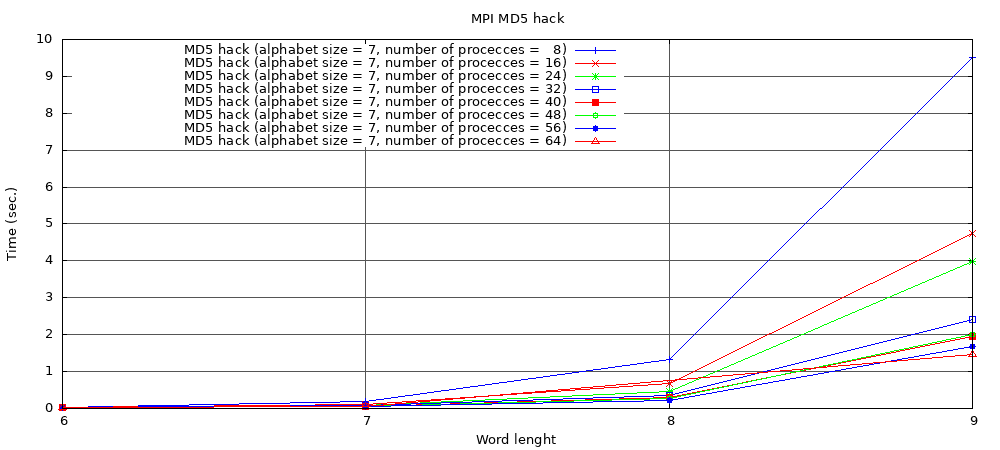 MPI MD5 hack
10
9
8
7
6
5
4
3
2
1
0
Time (sec.)
MD5 hack (alphabet size = 7, number of procecces =   8)
MD5 hack (alphabet size = 7, number of procecces = 16)
MD5 hack (alphabet size = 7, number of procecces = 24)
MD5 hack (alphabet size = 7, number of procecces = 32)
MD5 hack (alphabet size = 7, number of procecces = 40)
MD5 hack (alphabet size = 7, number of procecces = 48)
MD5 hack (alphabet size = 7, number of procecces = 56)
MD5 hack (alphabet size = 7, number of procecces = 64)
6 7 8 9
Word lenght